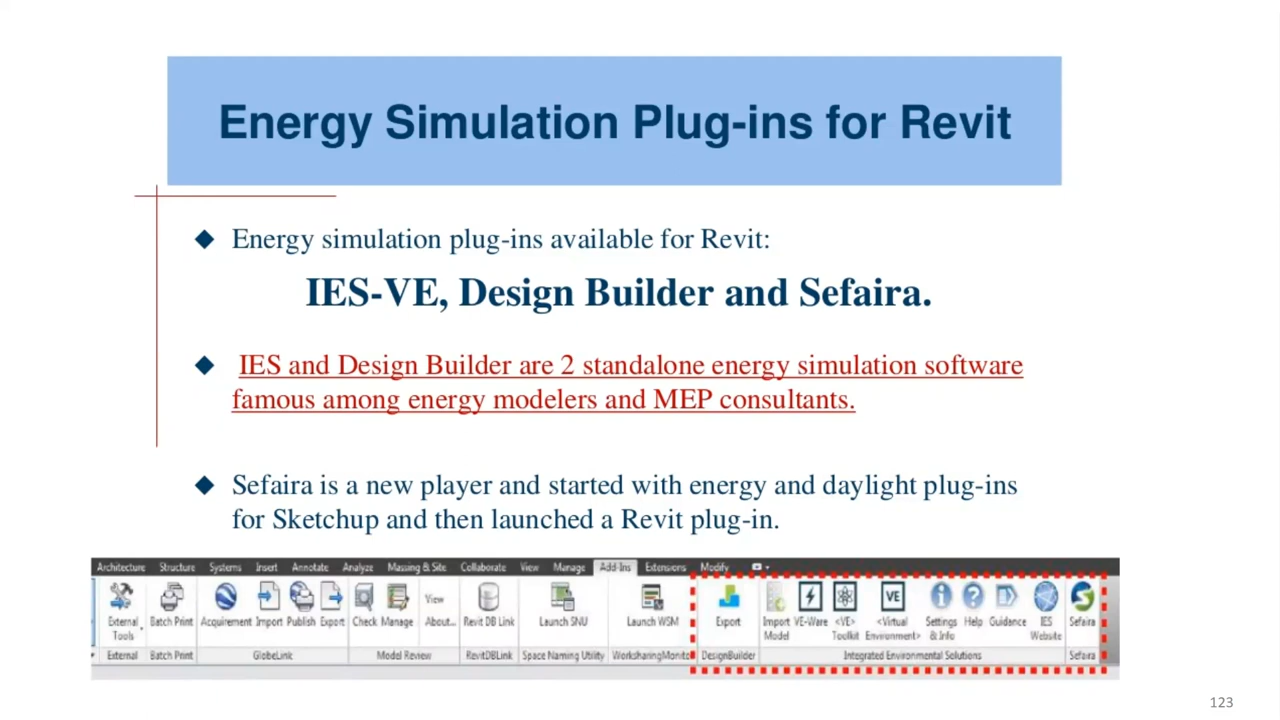 Energy Simulation Plug-ins for Revit
Energy simulation plug-ins available for Revit:
IES-VE, Design Builder and Sefaira.
IES and Design Builder are 2 standalone energy simulation software
famous among energy modelers and MEP consultants.
Sefaira is a new player and started with energy and daylight plug-ins
for Sketchup and then launched a Revit plug-in.
Architecture Structure Systems Insert Annotate Analyze Massing & Site Collaborate View Manage Add-Ins Extensions Modify
VE
View
External Batch Print Acquirement Import Publish Export Check Manage About... Revit DB Link Launch SNU Launch WSM Export Import VE-Ware <VE> <Virtual Settings Help Guidance IES Sefaira
Tools Model Toolkit Environment> & Info Website
External Batch Print GlobeLink Model Review RevitDBLink Space Naming Utility WorksharingMonito DesignBuilder Integrated Environmental Solutions Sefaira
123